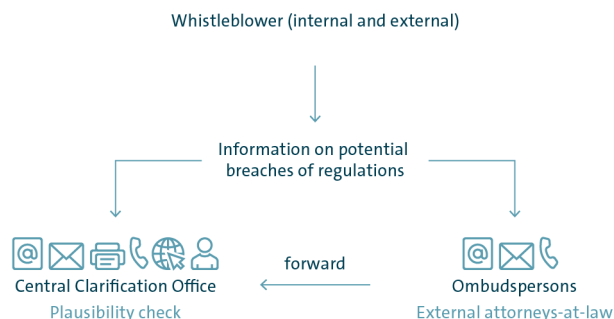 Whistleblower (internal and external)
Information on potential
breaches of regulations
@
@
forward
Central Clarification Office
Ombudspersons
Plausibility check
External attorneys-at-law